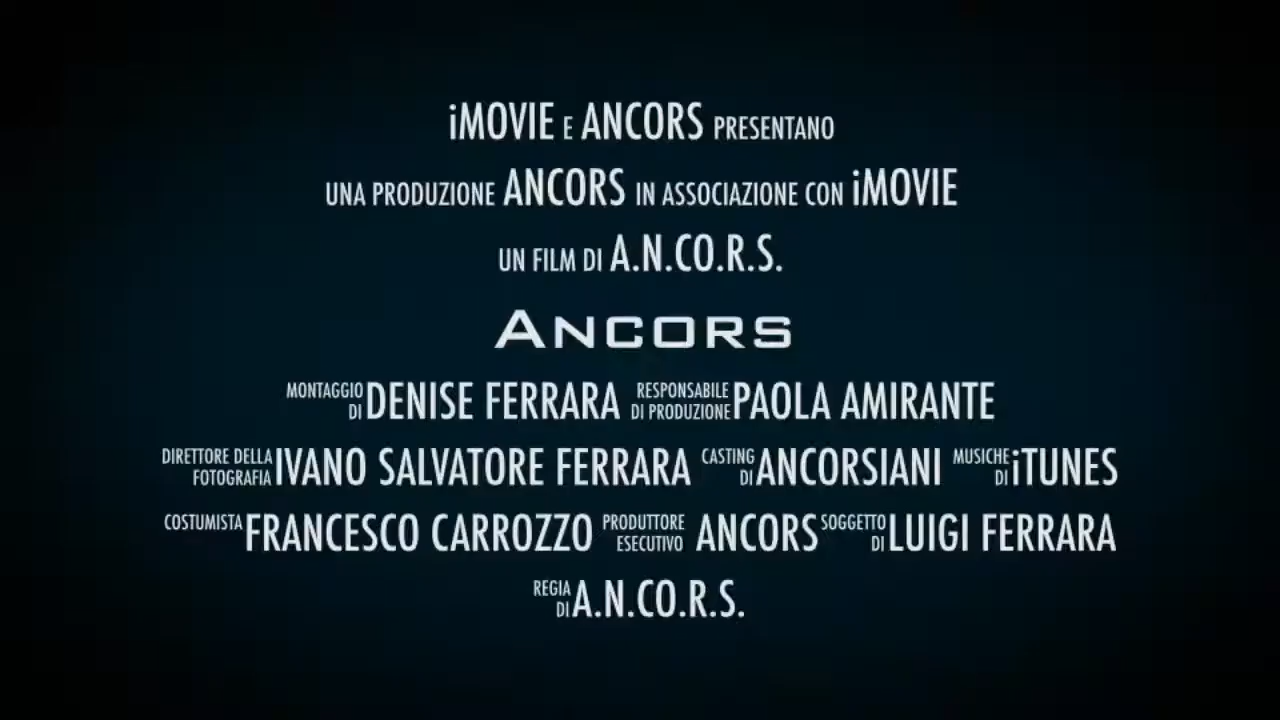 iMOVIE E ANCORS PRESENTANO
UNA PRODUZIONE ANCORS IN ASSOCIAZIONE CON iMOVIE
UN FILM DI A.N.CO.R.S.
ANCORS
MONTAGGIO DI DENISE FERRARA RESPONSABILE DI PRODUZIONE PAOLA AMIRANTE
DIRETTORE DELLA FOTOGRAFIA IVANO SALVATORE FERRARA CASTING DI ANCORSIANI MUSICHE DI iTUNES
COSTUMISTA FRANCESCO CARROZZO PRODUTTORE ESECUTIVO ANCORS SOGGETTO DI LUIGI FERRARA
REGIA DI A.N.CO.R.S.